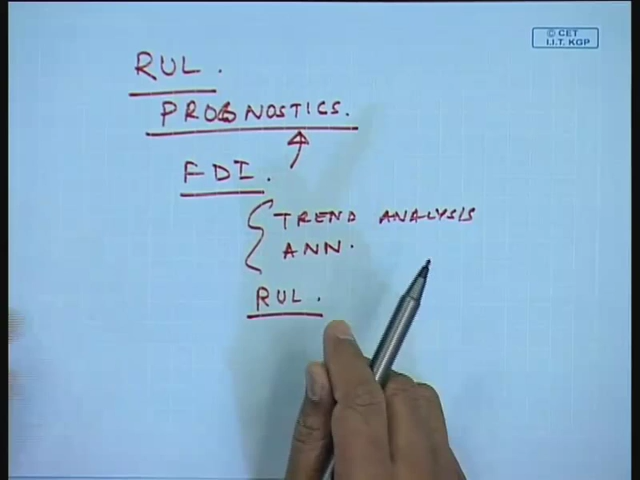 © CET
I.I.T. KGP
RUL.
PROGNOSTICS.
FDI.
TREND ANALYSIS
ANN.
RUL.